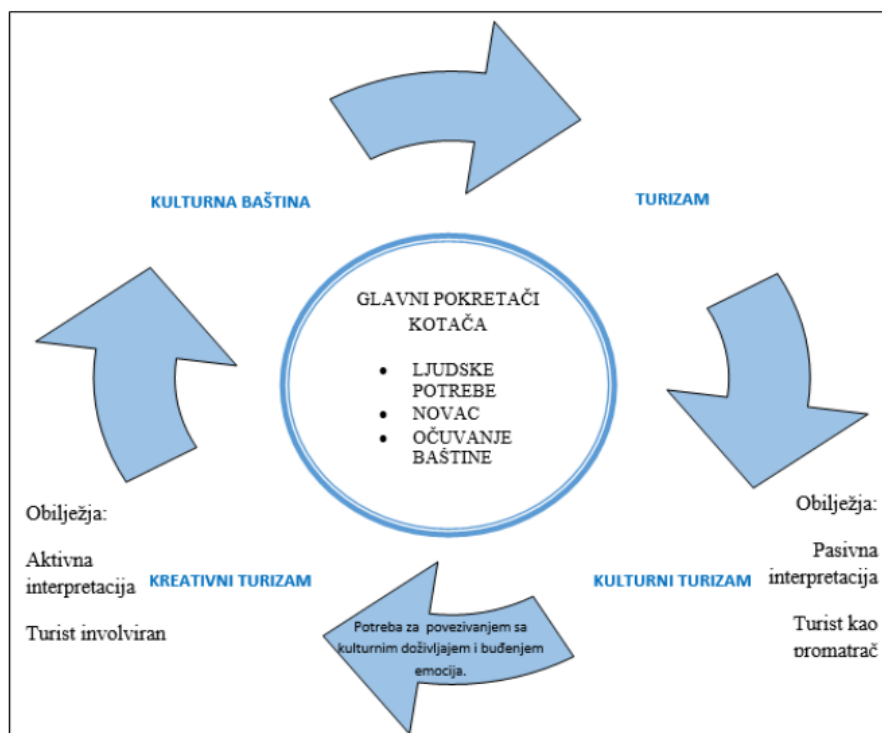 KULTURNA BAŠTINA
TURIZAM
GLAVNI POKRETAČI
KOTAČA
• LJUDSKE
POTREBE
• NOVAC
• OČUVANJE
BAŠTINE
Obilježja:
Aktivna
interpretacija
Turist involviran
KREATIVNI TURIZAM
Potreba za povezivanjem sa
kulturnim doživljajem i buđenjem
emocija.
KULTURNI TURIZAM
Obilježja:
Pasivna
interpretacija
Turist kao
promatrač